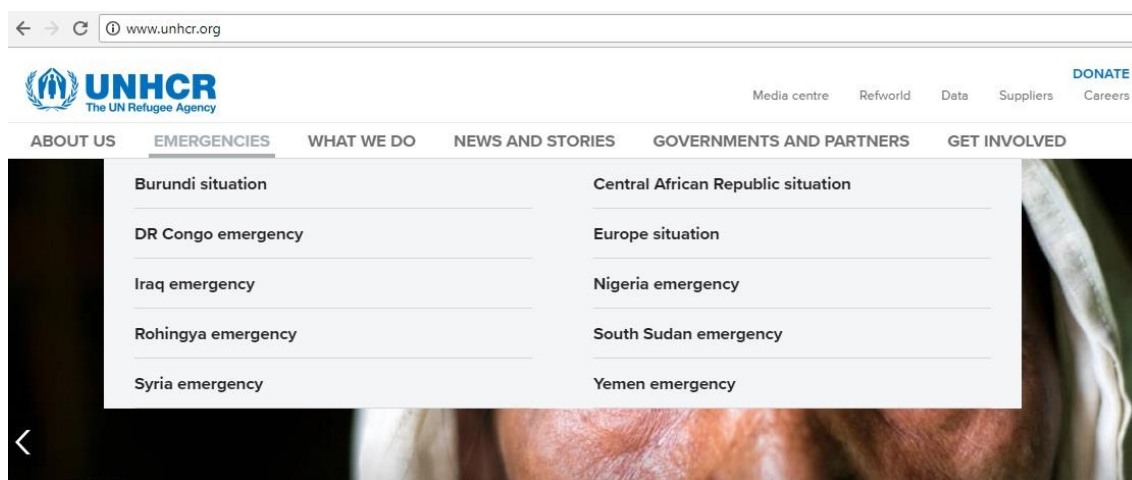 www.unhcr.org
UNHCR
The UN Refugee Agency
DONATE
Media centre Refworld Data Suppliers Careers
ABOUT US EMERGENCIES WHAT WE DO NEWS AND STORIES GOVERNMENTS AND PARTNERS GET INVOLVED
Burundi situation Central African Republic situation
DR Congo emergency Europe situation
Iraq emergency Nigeria emergency
Rohingya emergency South Sudan emergency
Syria emergency Yemen emergency